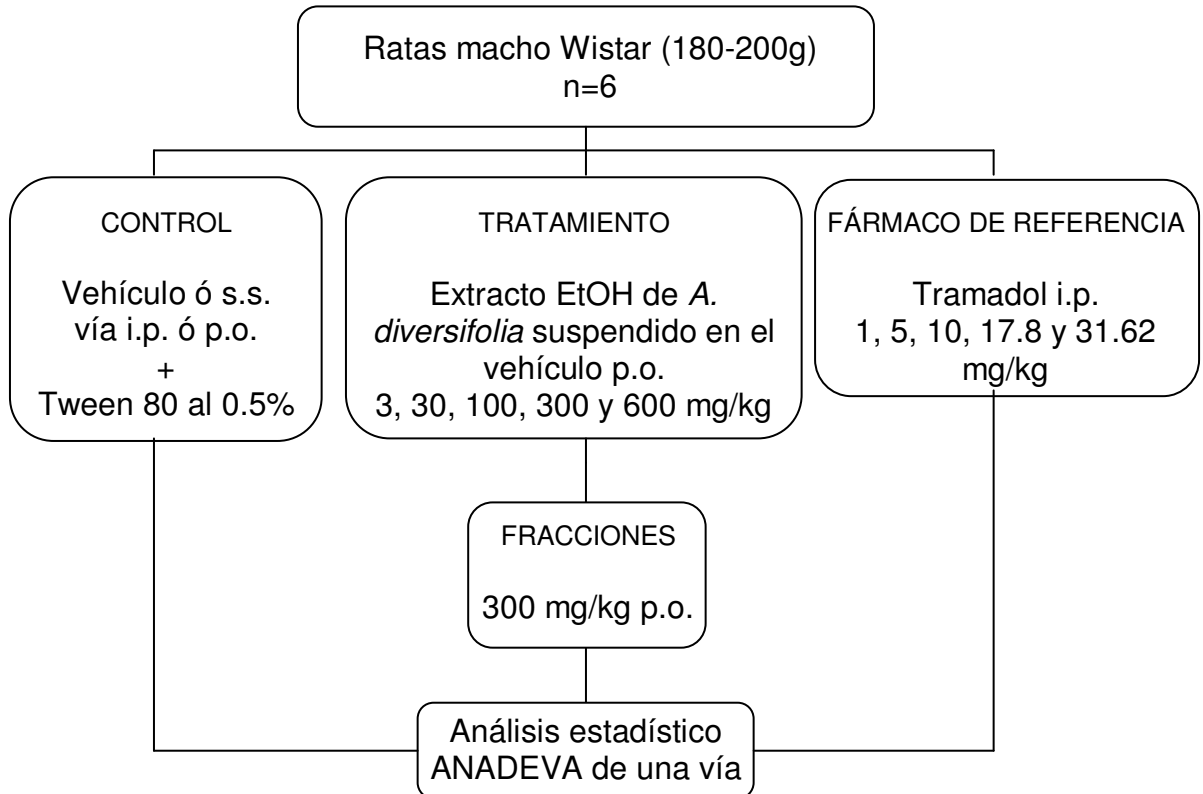 Ratas macho Wistar (180-200g)
n=6
CONTROL
Vehículo ó s.s.
vía i.p. ó p.o.
+
Tween 80 al 0.5%
TRATAMIENTO
Extracto EtOH de A.
diversifolia suspendido en el
vehículo p.o.
3, 30, 100, 300 y 600 mg/kg
FÁRMACO DE REFERENCIA
Tramadol i.p.
1, 5, 10, 17.8 y 31.62
mg/kg
FRACCIONES
300 mg/kg p.o.
Análisis estadístico
ANADEVA de una vía